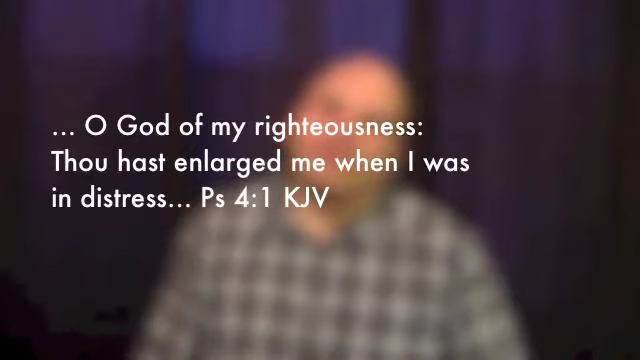 ... O God of my righteousness:
Thou hast enlarged me when I was
in distress... Ps 4:1 KJV